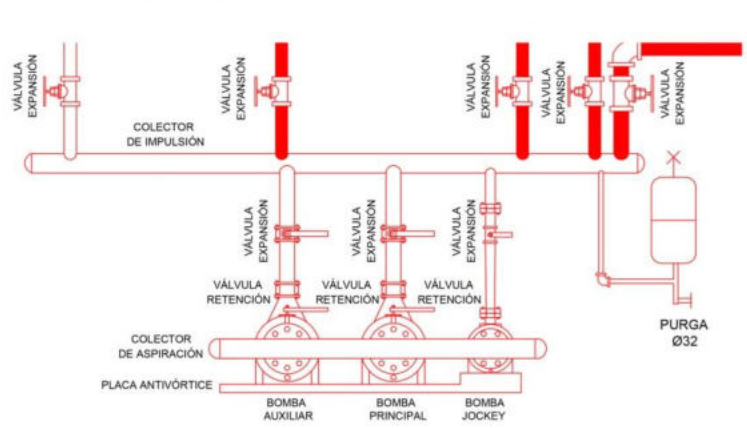 VÁLVULA
EXPANSIÓN
VÁLVULA
EXPANSIÓN
VÁLVULA
EXPANSIÓN
VÁLVULA
EXPANSIÓN
VÁLVULA
EXPANSIÓN
COLECTOR
DE IMPULSIÓN
VÁLVULA
EXPANSIÓN
VÁLVULA
EXPANSIÓN
VÁLVULA
EXPANSIÓN
VÁLVULA
RETENCIÓN
VÁLVULA
RETENCIÓN
VÁLVULA
RETENCIÓN
PURGA
Ø32
COLECTOR
DE ASPIRACIÓN
PLACA ANTIVÓRTICE
BOMBA
AUXILIAR
BOMBA
PRINCIPAL
BOMBA
JOCKEY